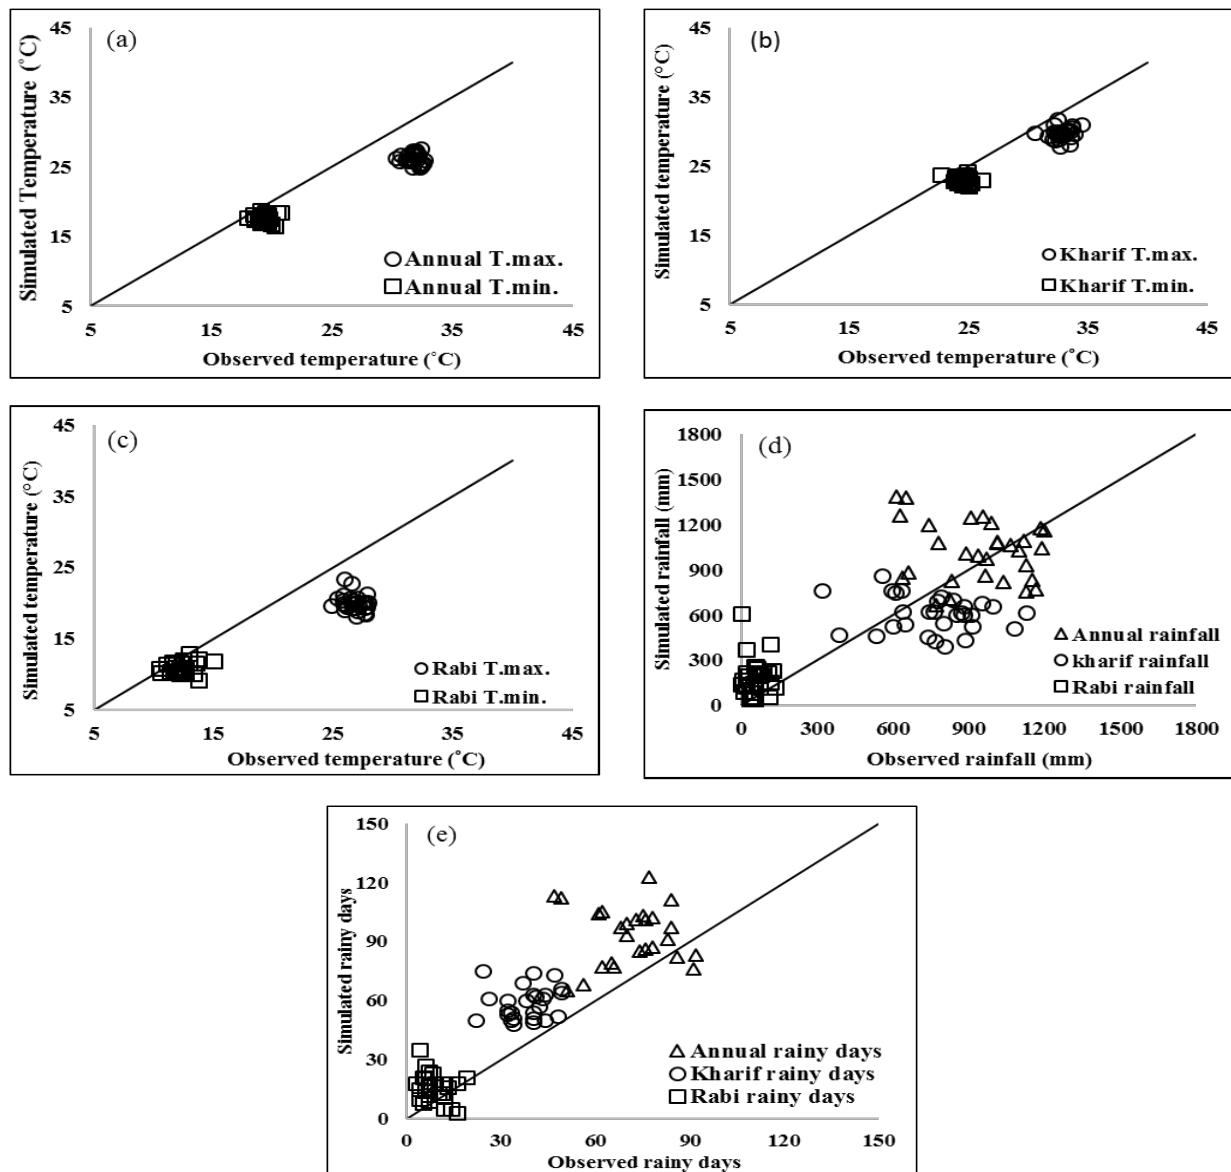 (a)
Simulated Temperature (˚C)
45
35
25
15
5
Annual T.max.
Annual T.min.
5 15 25 35 45
Observed temperature (˚C)
(b)
Simulated temperature (°C)
45
35
25
15
5
Kharif T.max.
Kharif T.min.
5 15 25 35 45
Observed temperature (˚C)
(c)
Simulated temperature (°C)
45
35
25
15
5
Rabi T.max.
Rabi T.min.
5 15 25 35 45
Observed temperature (˚C)
(d)
Simulated rainfall (mm)
1800
1500
1200
900
600
300
0
Annual rainfall
kharif rainfall
Rabi rainfall
0 300 600 900 1200 1500 1800
Observed rainfall (mm)
(e)
Simulated rainy days
150
120
90
60
30
0
Annual rainy days
Kharif rainy days
Rabi rainy days
0 30 60 90 120 150
Observed rainy days